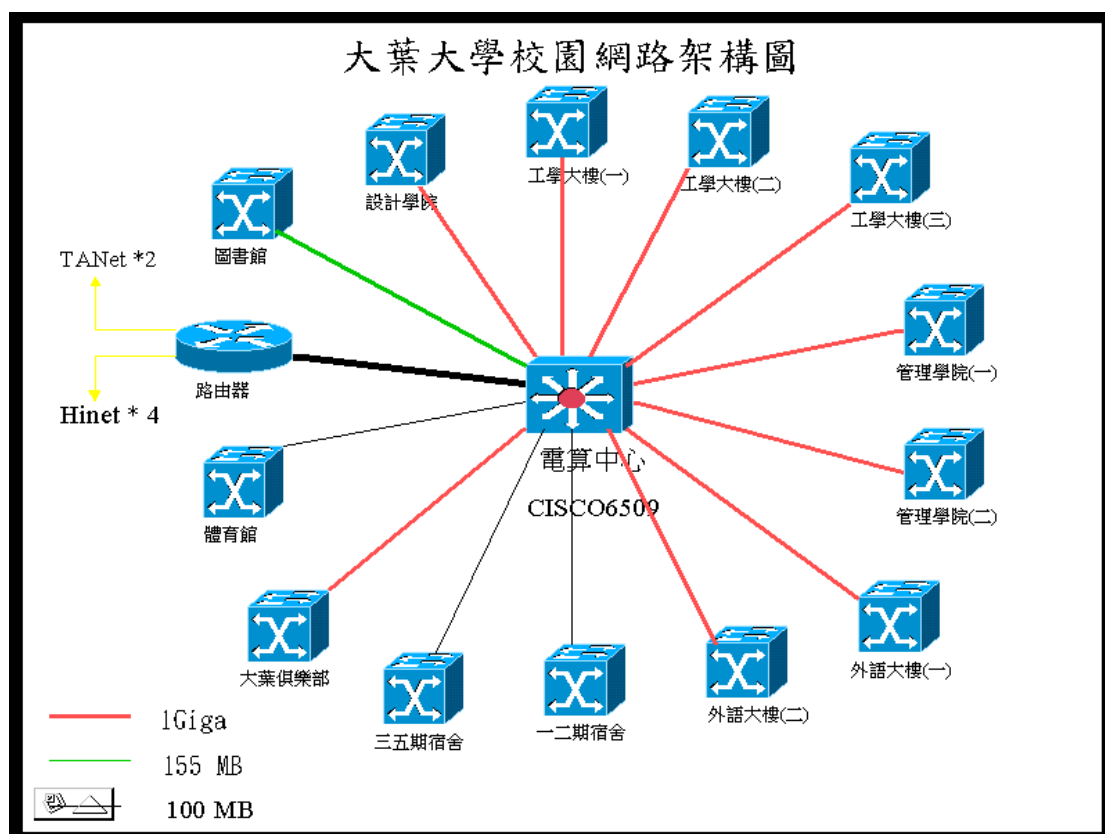 大葉大學校園網路架構圖
工學大樓(一)
工學大樓(二)
設計學院
工學大樓(三)
圖書館
TANet *2
管理學院(一)
路由器
Hinet * 4
電算中心
CISCO6509
管理學院(二)
體育館
外語大樓(一)
大葉俱樂部
外語大樓(二)
一二期宿舍
三五期宿舍
1Giga
155 MB
100 MB